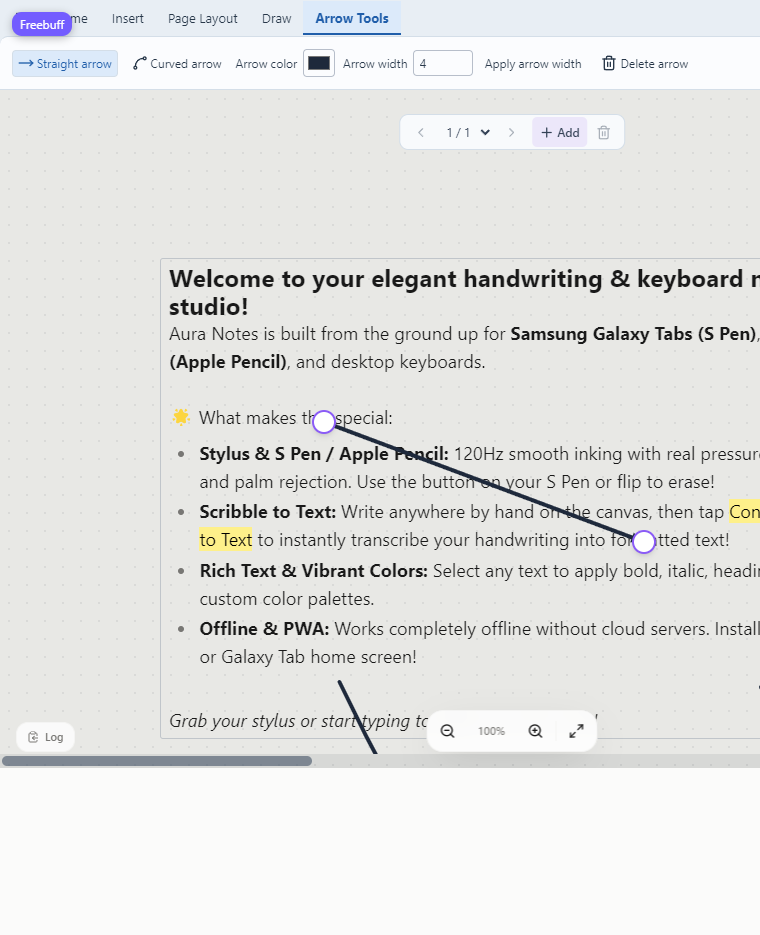 Freebuff
me Insert Page Layout Draw Arrow Tools
Straight arrow Curved arrow Arrow color Arrow width 4 Apply arrow width Delete arrow
1 / 1 Add
Welcome to your elegant handwriting & keyboard
studio!
Aura Notes is built from the ground up for Samsung Galaxy Tabs (S Pen),
(Apple Pencil), and desktop keyboards.
🌟 What makes special:
• Stylus & S Pen / Apple Pencil: 120Hz smooth inking with real pressur
and palm rejection. Use the button on your S Pen or flip to erase!
• Scribble to Text: Write anywhere by hand on the canvas, then tap Con
to Text to instantly transcribe your handwriting into formatted text!
• Rich Text & Vibrant Colors: Select any text to apply bold, italic, headin
custom color palettes.
• Offline & PWA: Works completely offline without cloud servers. Install
or Galaxy Tab home screen!
Grab your stylus or start typing to
Log
100%